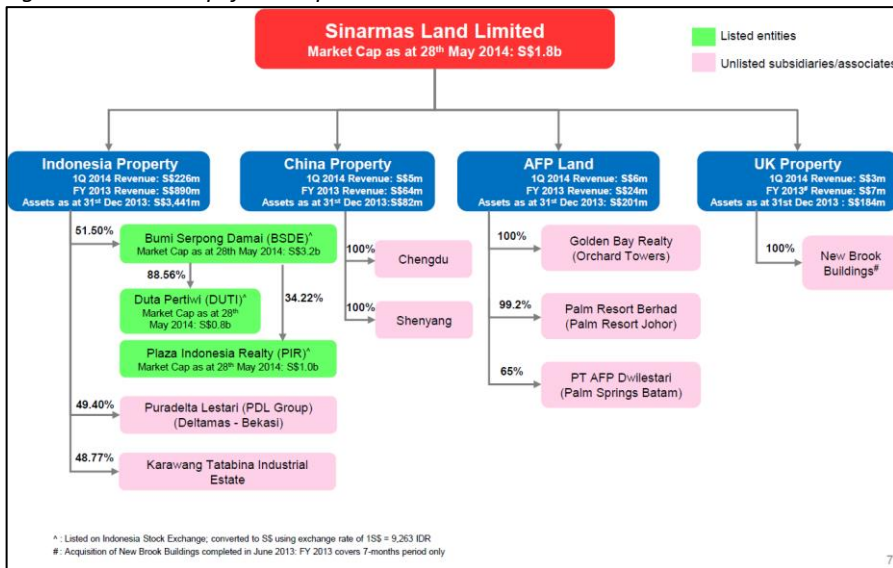 Sinarmas Land Limited
Market Cap as at 28th May 2014: S$1.8b
Listed entities
Unlisted subsidiaries/associates
Indonesia Property
1Q 2014 Revenue: S$226m
FY 2013 Revenue: S$890m
Assets as at 31st Dec 2013: S$3,441m
China Property
1Q 2014 Revenue: S$5m
FY 2013 Revenue: S$64m
Assets as at 31st Dec 2013:S$82m
AFP Land
1Q 2014 Revenue: S$6m
FY 2013 Revenue: S$24m
Assets as at 31st Dec 2013: S$201m
UK Property
1Q 2014 Revenue: S$3m
FY 2013# Revenue: S$7m
Assets as at 31st Dec 2013 : S$184m
51.50%
Bumi Serpong Damai (BSDE)^
Market Cap as at 28th May 2014: S$3.2b
88.56%
Duta Pertiwi (DUTI)^
Market Cap as at 28th
May 2014: S$0.8b
34.22%
Plaza Indonesia Realty (PIR)^
Market Cap as at 28th May 2014: S$1.0b
49.40%
Puradelta Lestari (PDL Group)
(Deltamas - Bekasi)
48.77%
Karawang Tatabina Industrial
Estate
100%
Chengdu
100%
Shenyang
100%
Golden Bay Realty
(Orchard Towers)
99.2%
Palm Resort Berhad
(Palm Resort Johor)
65%
PT AFP Dwilestari
(Palm Springs Batam)
100%
New Brook
Buildings#
^ : Listed on Indonesia Stock Exchange; converted to S$ using exchange rate of 1S$ = 9,263 IDR
# : Acquisition of New Brook Buildings completed in June 2013: FY 2013 covers 7-months period only
7